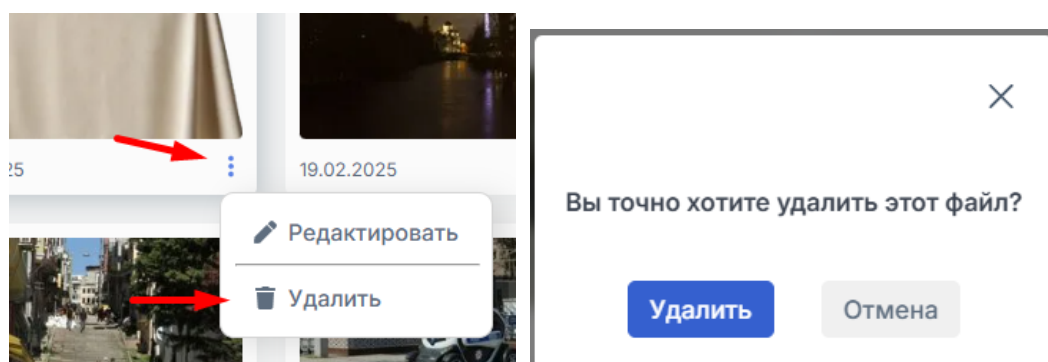 25
19.02.2025
Редактировать
Удалить
Вы точно хотите удалить этот файл?
Удалить
Отмена